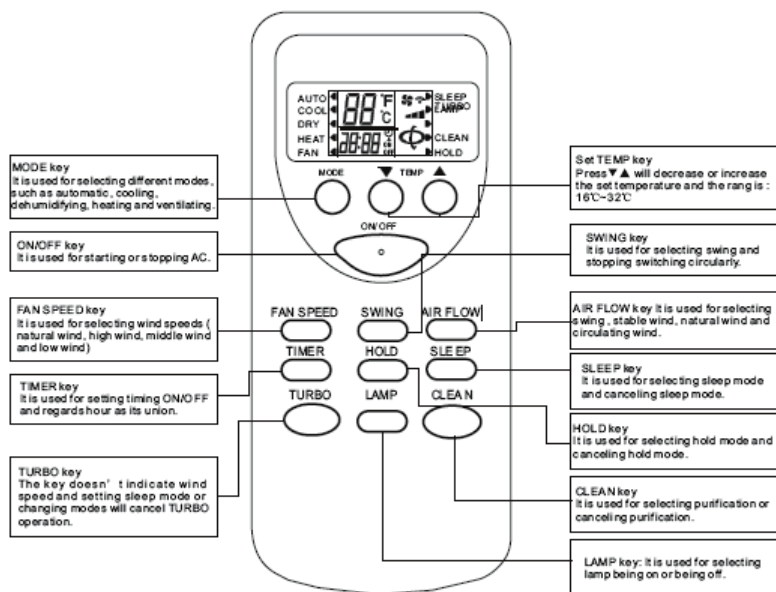 AUTO
COOL
DRY
HEAT
FAN
88 °F
°C
28:88
ON
OFF
SLEEP
TURBO
LAMP
CLEAN
HOLD
MODE
▼ TEMP ▲
ON/OFF
FAN SPEED SWING AIR FLOW
TIMER HOLD SLEEP
TURBO LAMP CLEAN
MODE key
It is used for selecting different modes,
such as automatic, cooling,
dehumidifying, heating and ventilating.
ON/OFF key
It is used for starting or stopping AC.
FAN SPEED key
It is used for selecting wind speeds (
natural wind, high wind, middle wind
and low wind)
TIMER key
It is used for setting timing ON/OFF
and regards hour as its union.
TURBO key
The key doesn't indicate wind
speed and setting sleep mode or
changing modes will cancel TURBO
operation.
Set TEMP key
Press▼▲ will decrease or increase
the set temperature and the rang is :
16℃~32℃
SWING key
It is used for selecting swing and
stopping switching circularly.
AIR FLOW key It is used for selecting
swing , stable wind, natural wind and
circulating wind.
SLEEP key
It is used for selecting sleep mode
and canceling sleep mode.
HOLD key
It is used for selecting hold mode and
canceling hold mode.
CLEAN key
It is used for selecting purification or
canceling purification.
LAMP key: It is used for selecting
lamp being on or being off.